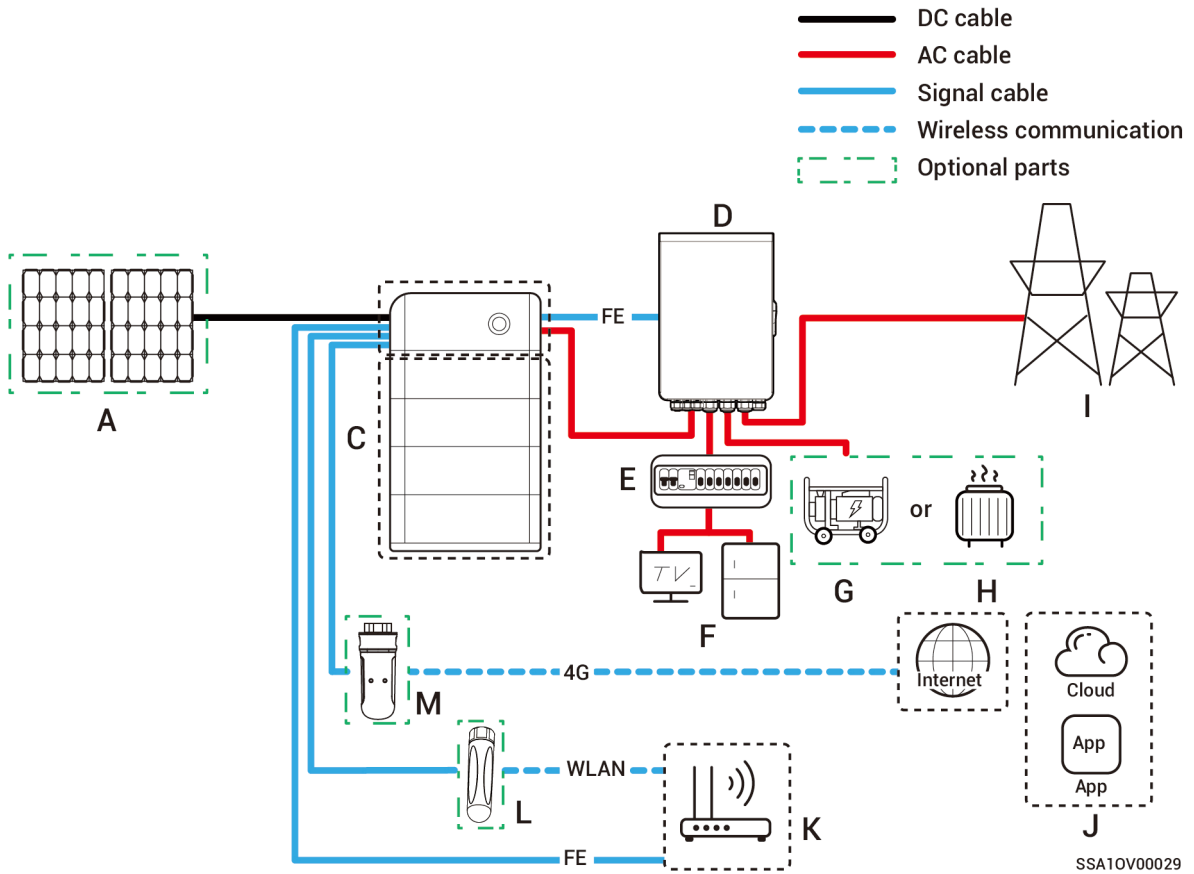 DC cable
AC cable
Signal cable
Wireless communication
Optional parts
D
A
FE
I
C
E
or
TV
G
H
F
Internet
Cloud
4G
M
App
App
WLAN
L
K
J
FE
SSA1OV00029